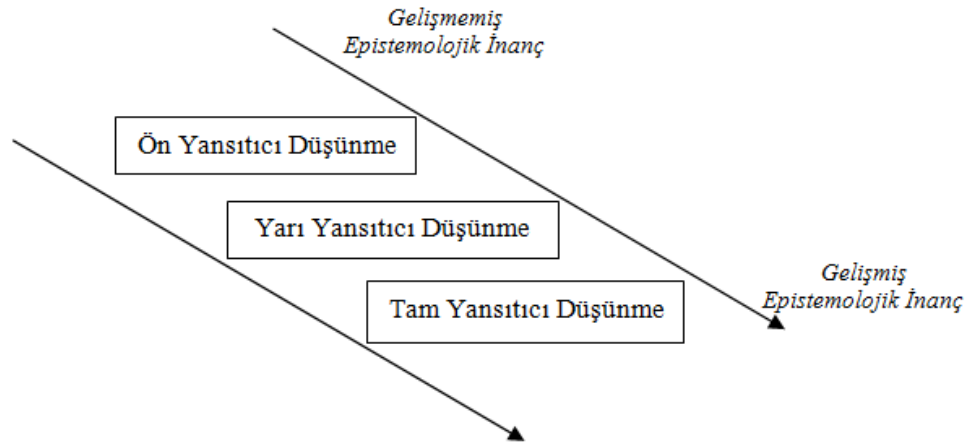 Gelişmemiş
Epistemolojik İnanç
Ön Yansıtıcı Düşünme
Yarı Yansıtıcı Düşünme
Gelişmiş
Epistemolojik İnanç
Tam Yansıtıcı Düşünme